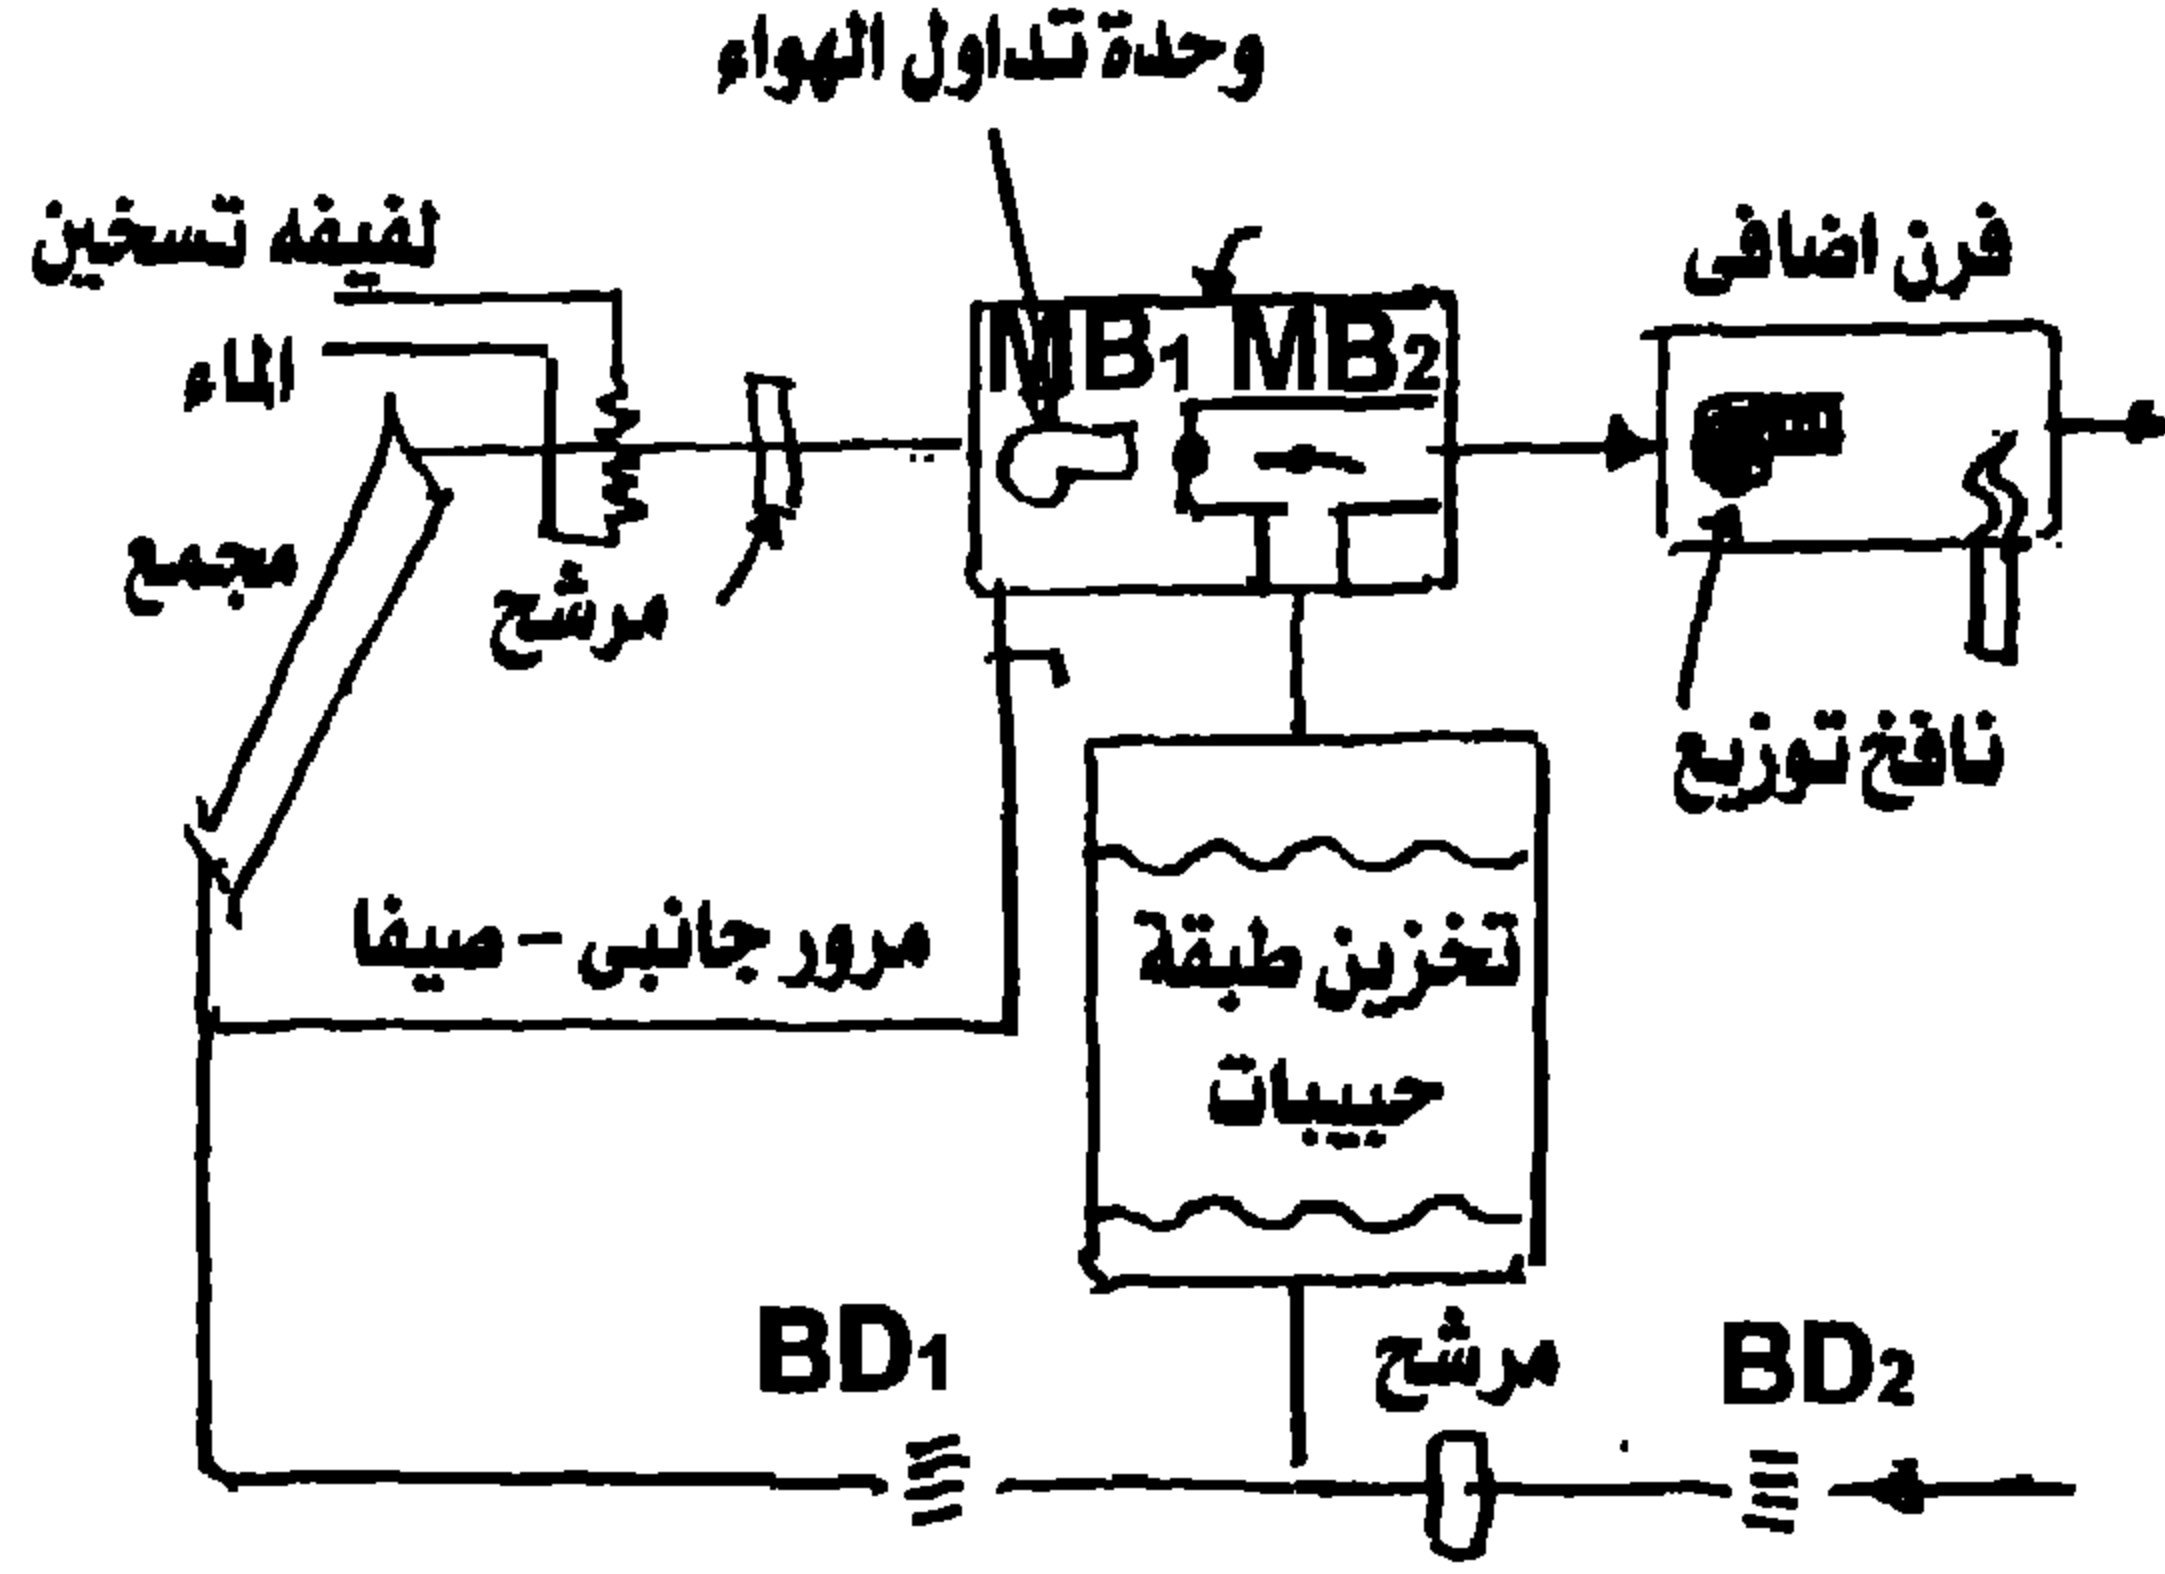 وحدة تداول الهواء
لفيفه تسخين
الماء
فرن اضافى
MB1 MB2
مجمع
مرشح
نافخ توزيع
مرور جانبى - صيفا
تخزين طبقة
حبيبات
BD1
مرشح
BD2